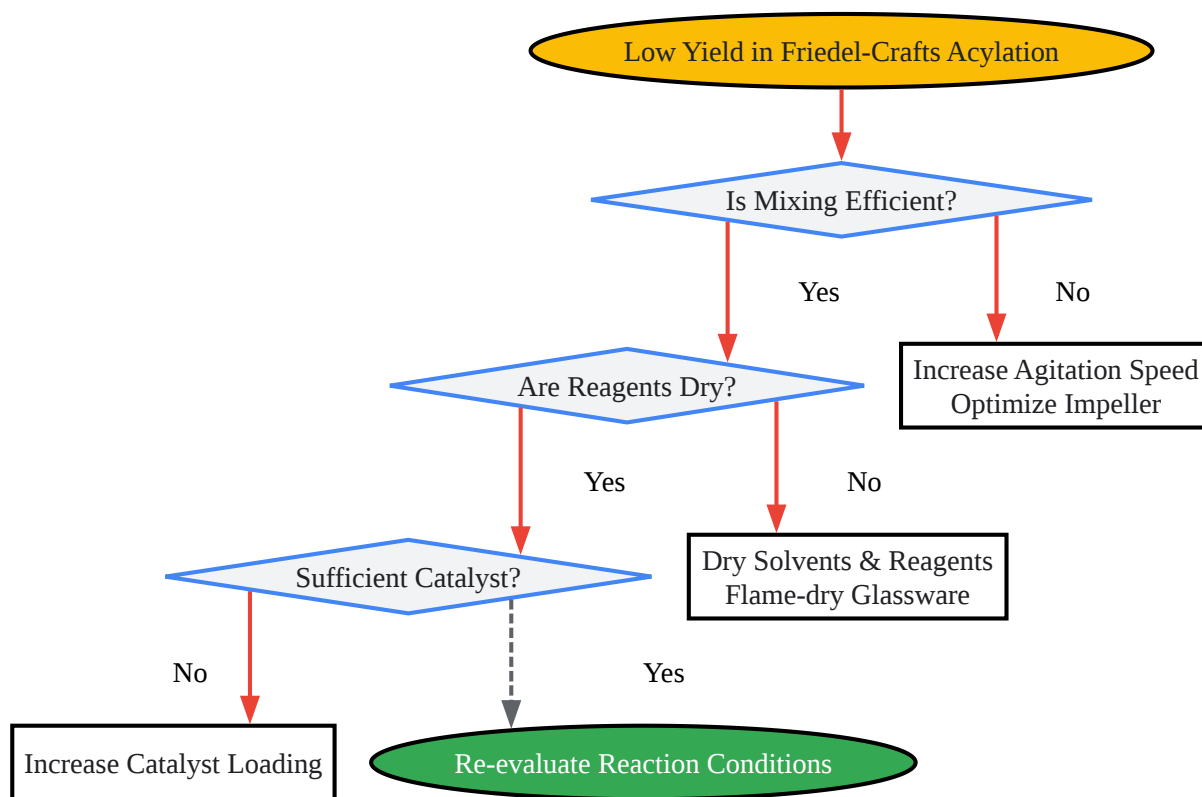 Low Yield in Friedel-Crafts Acylation
Is Mixing Efficient?
Yes
No
Increase Agitation Speed
Optimize Impeller
Are Reagents Dry?
Yes
No
Dry Solvents & Reagents
Flame-dry Glassware
Sufficient Catalyst?
No
Yes
Increase Catalyst Loading
Re-evaluate Reaction Conditions